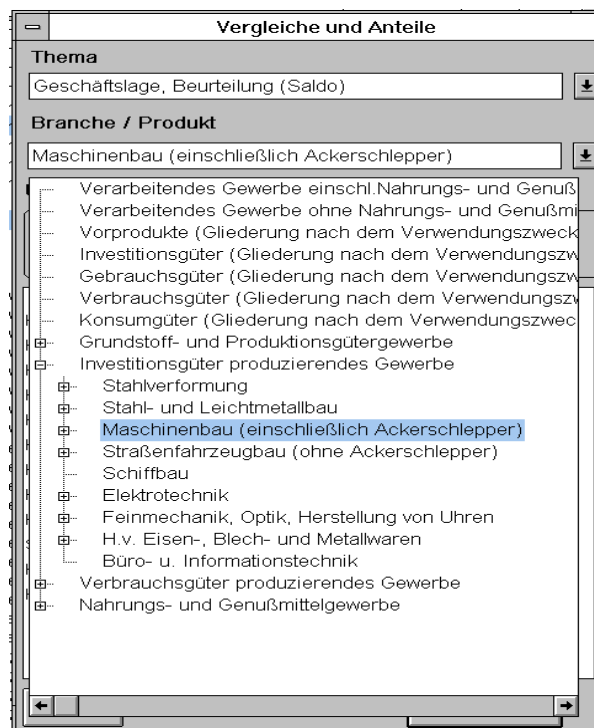 Vergleiche und Anteile
Thema
Geschäftslage, Beurteilung (Saldo)
Branche / Produkt
Maschinenbau (einschließlich Ackerschlepper)
Verarbeitendes Gewerbe einschl.Nahrungs- und Genuß
Verarbeitendes Gewerbe ohne Nahrungs- und Genußmi
Vorprodukte (Gliederung nach dem Verwendungszweck
Investitionsgüter (Gliederung nach dem Verwendungszw
Gebrauchsgüter (Gliederung nach dem Verwendungszw
Verbrauchsgüter (Gliederung nach dem Verwendungszw
Konsumgüter (Gliederung nach dem Verwendungszwec
Grundstoff- und Produktionsgütergewerbe
Investitionsgüter produzierendes Gewerbe
Stahlverformung
Stahl- und Leichtmetallbau
Maschinenbau (einschließlich Ackerschlepper)
Straßenfahrzeugbau (ohne Ackerschlepper)
Schiffbau
Elektrotechnik
Feinmechanik, Optik, Herstellung von Uhren
H.v. Eisen-, Blech- und Metallwaren
Büro- u. Informationstechnik
Verbrauchsgüter produzierendes Gewerbe
Nahrungs- und Genußmittelgewerbe